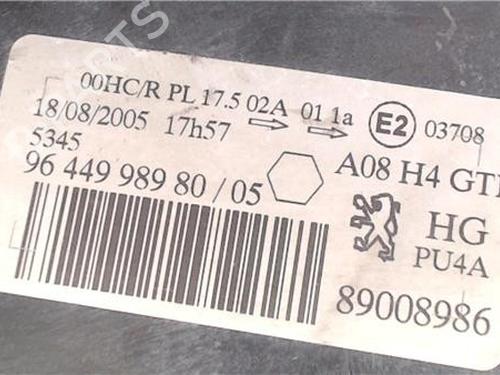 00HC/R PL 17.5 02A 01 1a E2 03708
18/08/2005 17h57
5345
A08 H4 GT
96 449 989 80 / 05
HG
PU4A
89008986
PARTS